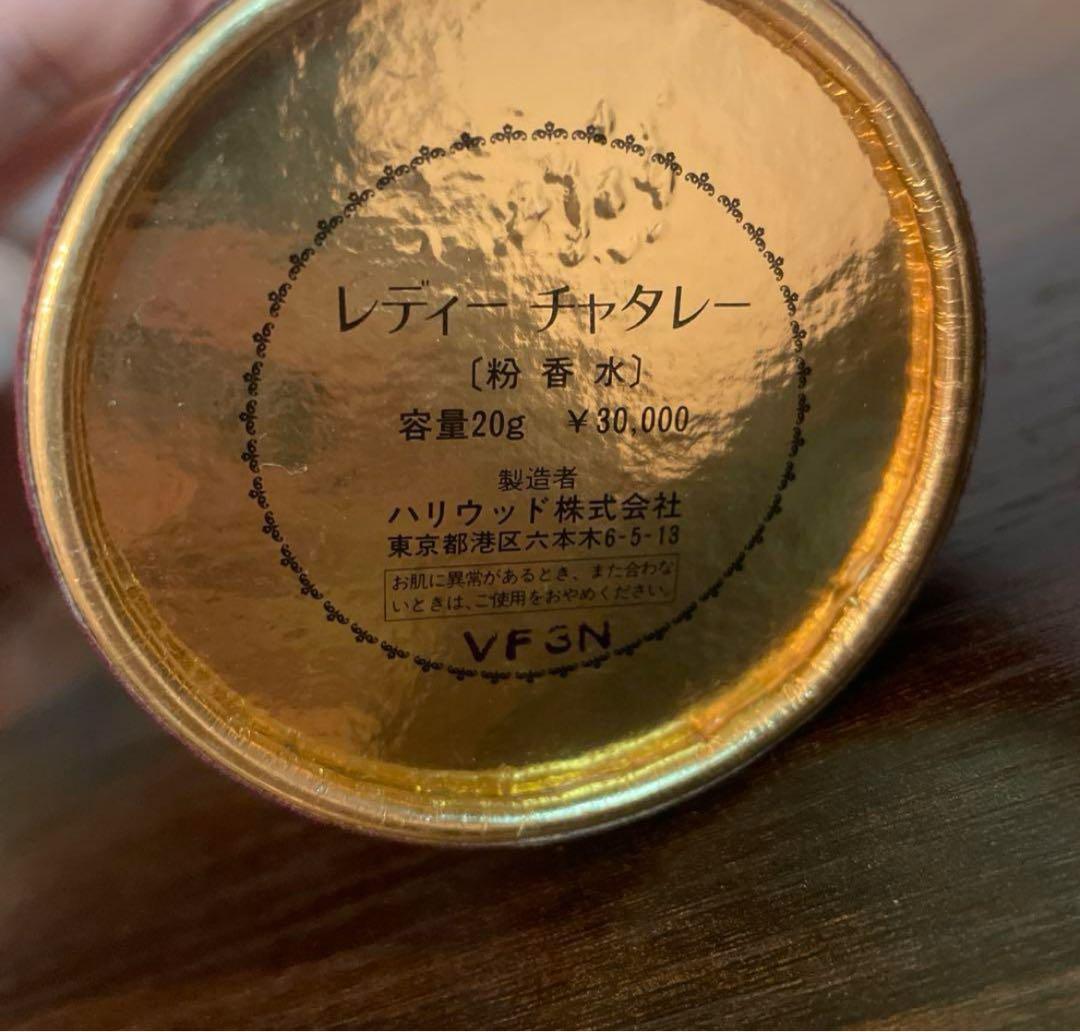 レディー チャタレー
〔粉 香 水〕
容量20g ￥30,000
製造者
ハリウッド株式会社
東京都港区六本木6-5-13
お肌に異常があるとき、また合わな
いときは、ご使用をおやめください。
VF3N